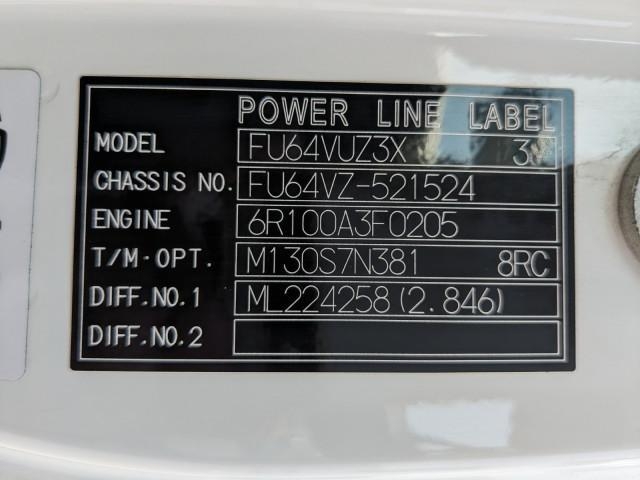 POWER LINE LABEL
MODEL FU64VUZ3X
CHASSIS NO. FU64VZ-521524
ENGINE 6R100A3F0205
T/M-OPT. M130S7N381 8RC
DIFF.NO.1 ML224258(2.846)
DIFF.NO.2